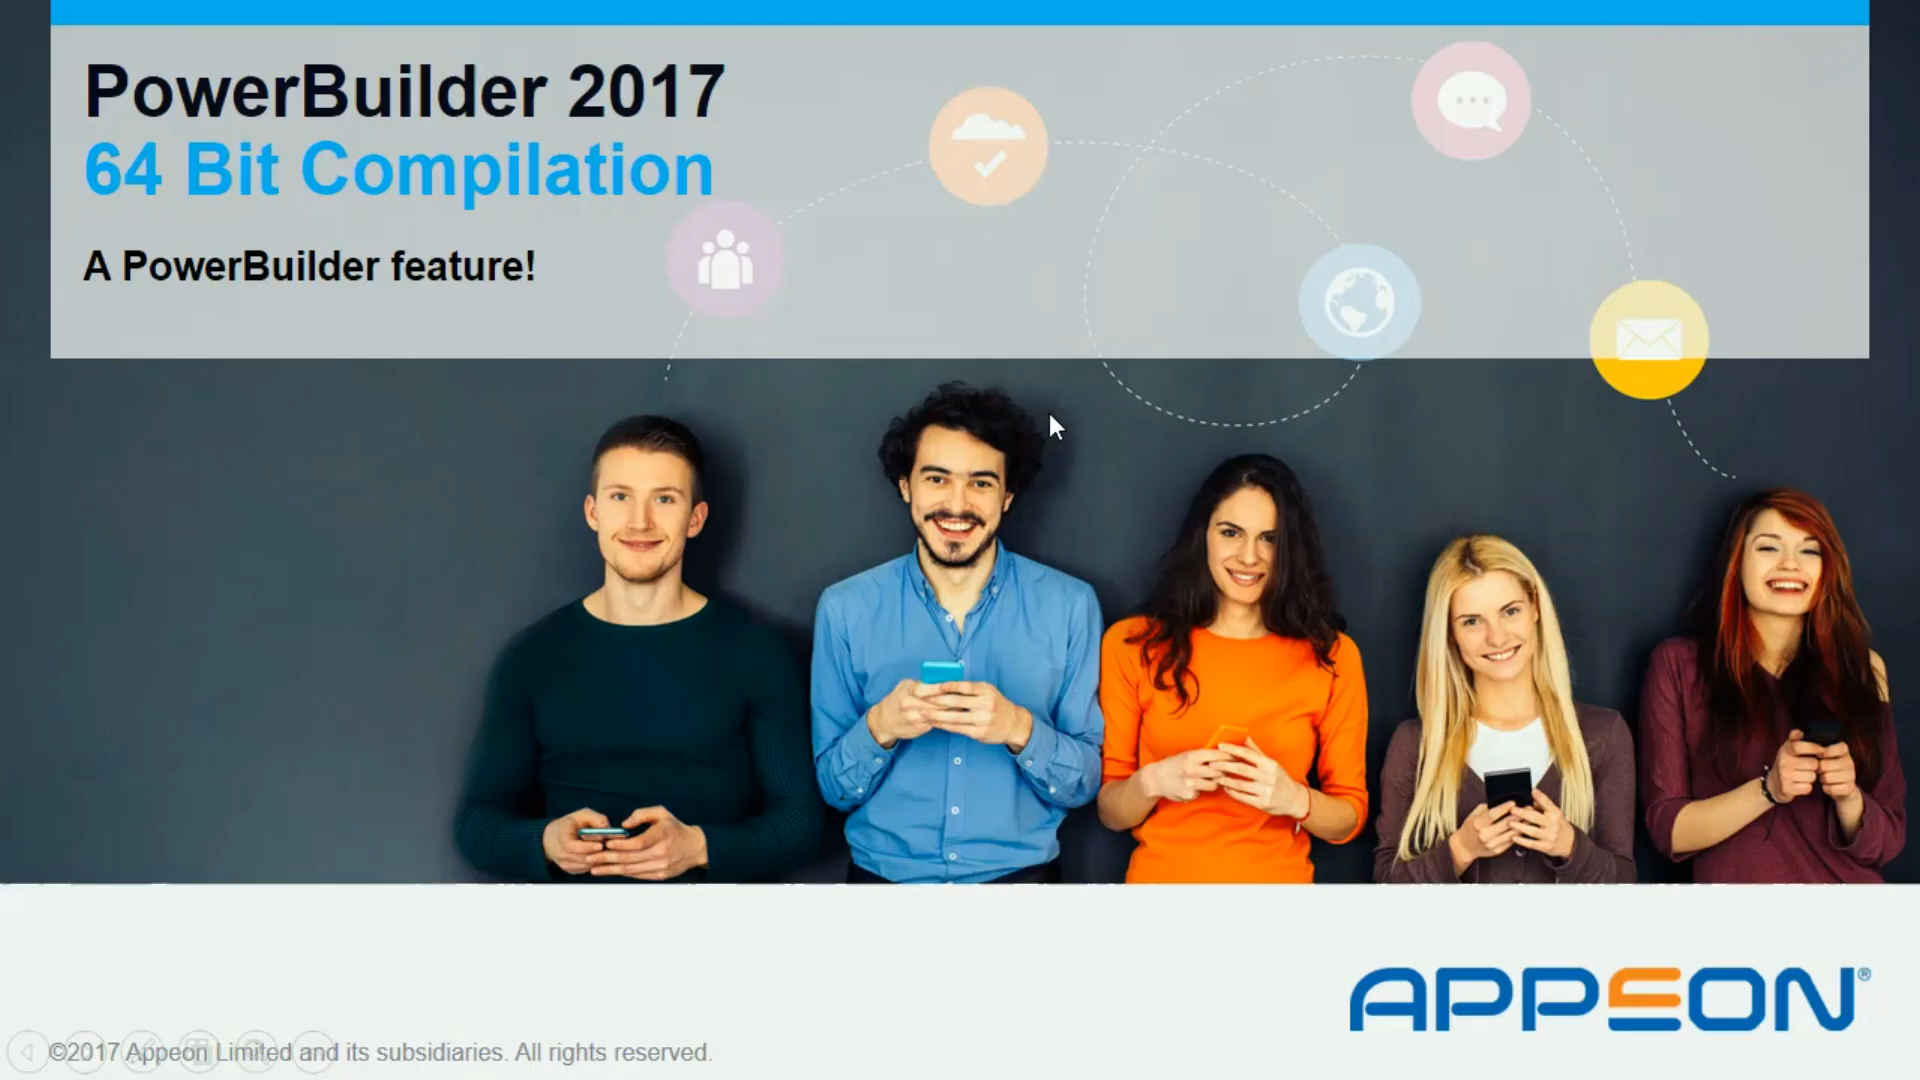 PowerBuilder 2017
64 Bit Compilation
A PowerBuilder feature!
APPEON®
©2017 Appeon Limited and its subsidiaries. All rights reserved.